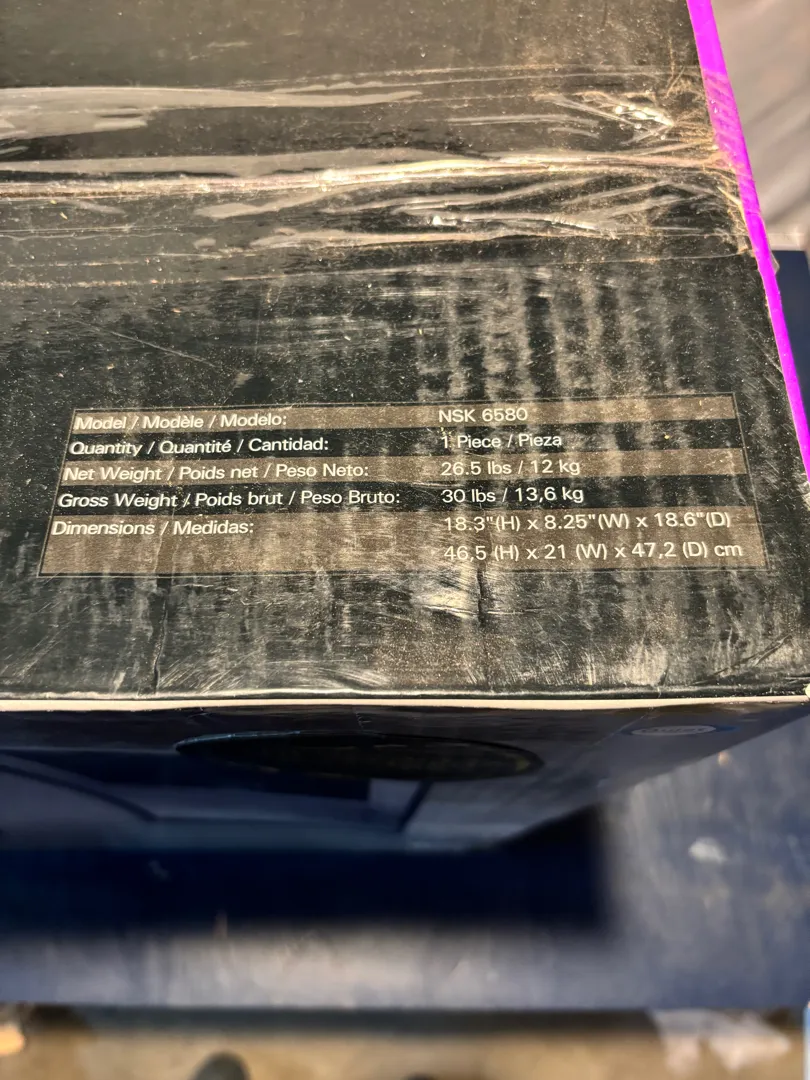 Model / Modèle / Modelo: NSK 6580
Quantity / Quantité / Cantidad: 1 Piece / Pieza
Net Weight / Poids net / Peso Neto: 26.5 lbs / 12 kg
Gross Weight / Poids brut / Peso Bruto: 30 lbs / 13,6 kg
Dimensions / Medidas: 18.3"(H) x 8.25"(W) x 18.6"(D)
46,5 (H) x 21 (W) x 47,2 (D) cm